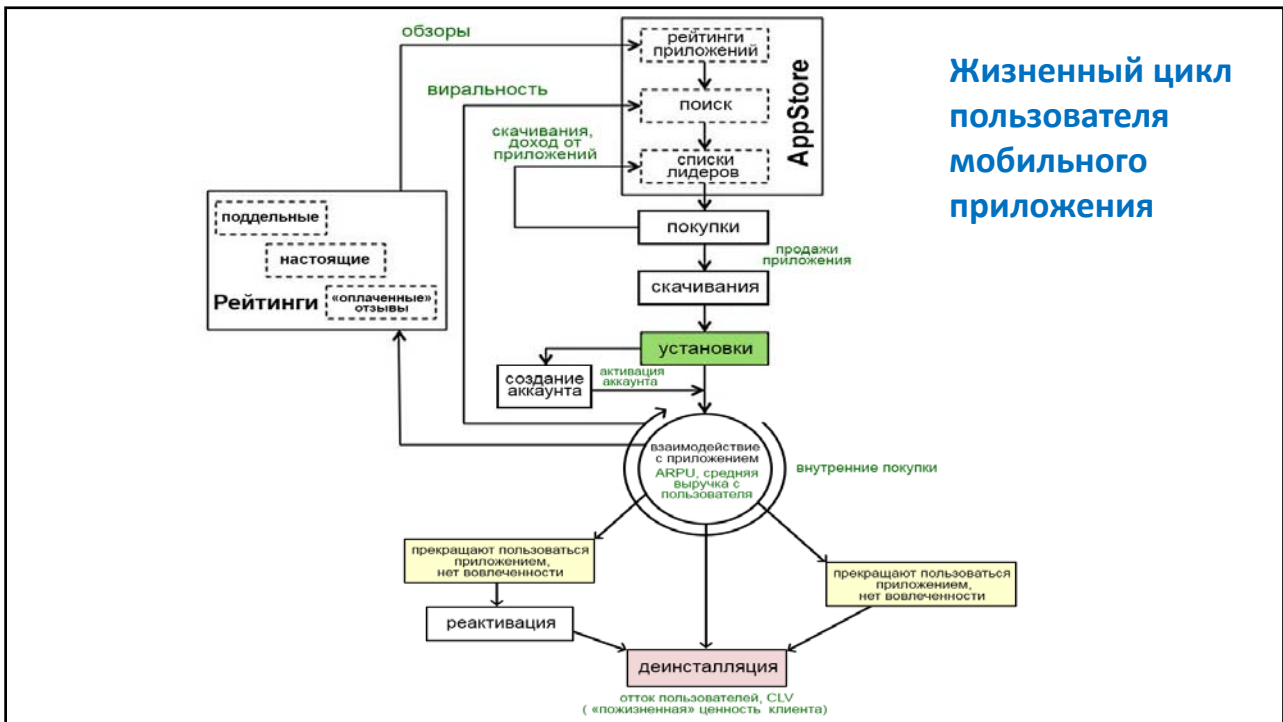 обзоры
рейтинги
приложений
AppStore
Жизненный цикл
пользователя
мобильного
приложения
виральность
поиск
скачивания,
доход от
приложений
списки
лидеров
поддельные
настоящие
Рейтинги
«оплаченные»
отзывы
покупки
продажи
приложения
скачивания
установки
создание
аккаунта
активация
аккаунта
взаимодействие
с приложением
ARPU, средняя
выручка с
пользователя
внутренние покупки
прекращают пользоваться
приложением,
нет вовлеченности
прекращают пользоваться
приложением,
нет вовлеченности
реактивация
деинсталляция
отток пользователей, CLV
( «пожизненная» ценность клиента)